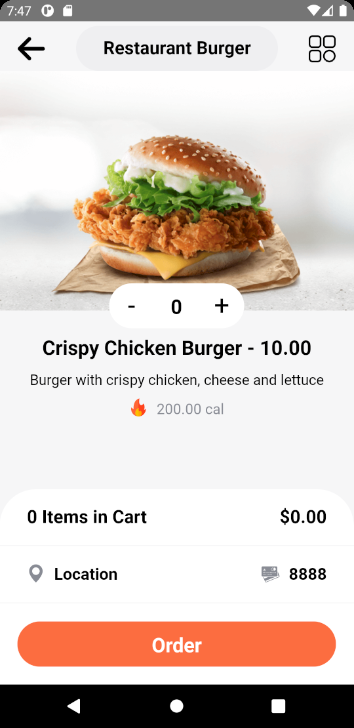 7:47
Restaurant Burger
- 0 +
Crispy Chicken Burger - 10.00
Burger with crispy chicken, cheese and lettuce
200.00 cal
0 Items in Cart $0.00
Location 8888
Order